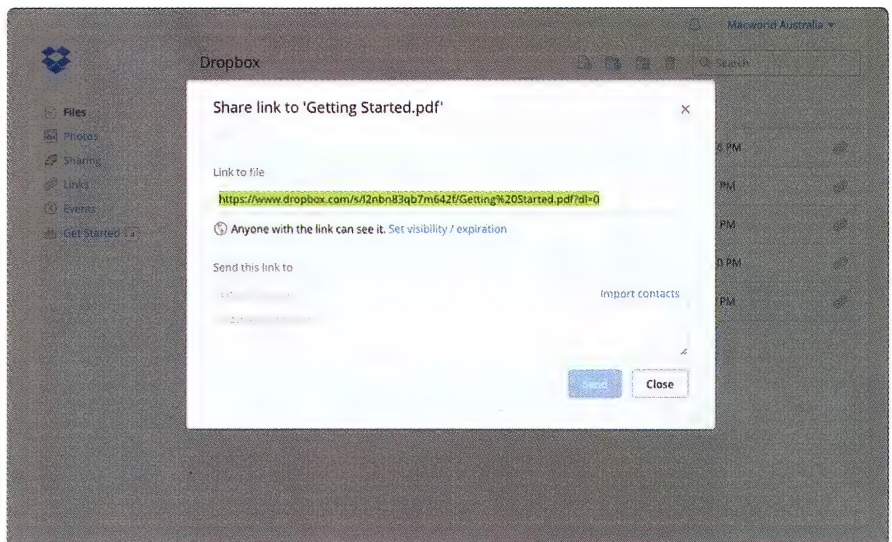 Macworld Australia
Dropbox
Search
Files
Photos
Sharing
Links
Events
Get Started
Share link to 'Getting Started.pdf'
×
Link to file
https://www.dropbox.com/s/l2nbn83qb7m642f/Getting%20Started.pdf?dl=0
Anyone with the link can see it. Set visibility / expiration
Send this link to
Import contacts
Send
Close
PM
PM
PM
PM
PM